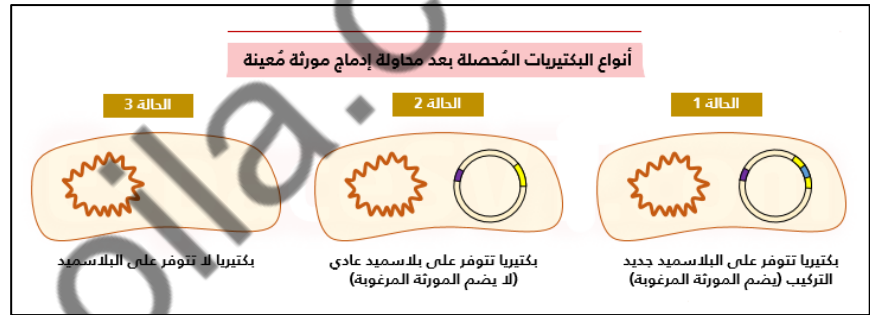 أنواع البكتيريات المُحصلة بعد محاولة إدماج مورثة مُعينة
الحالة 1
الحالة 2
الحالة 3
بكتيريا تتوفر على البلاسميد جديد
التركيب (يضم المورثة المرغوبة)
بكتيريا تتوفر على بلاسميد عادي
(لا يضم المورثة المرغوبة)
بكتيريا لا تتوفر على البلاسميد
oila.c